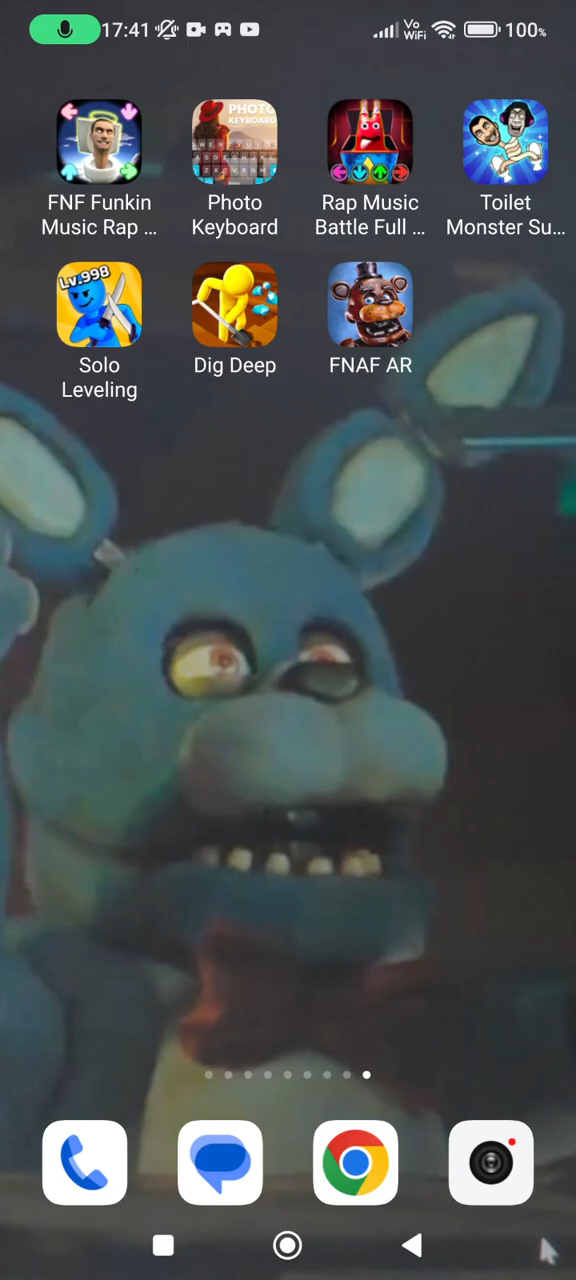 17:41
Vo
WiFi
100%
PHOTO
KEYBOARD
FNF Funkin
Music Rap ...
Photo
Keyboard
Rap Music
Battle Full ...
Toilet
Monster Su...
Lv.998
Solo
Leveling
Dig Deep
FNAF AR